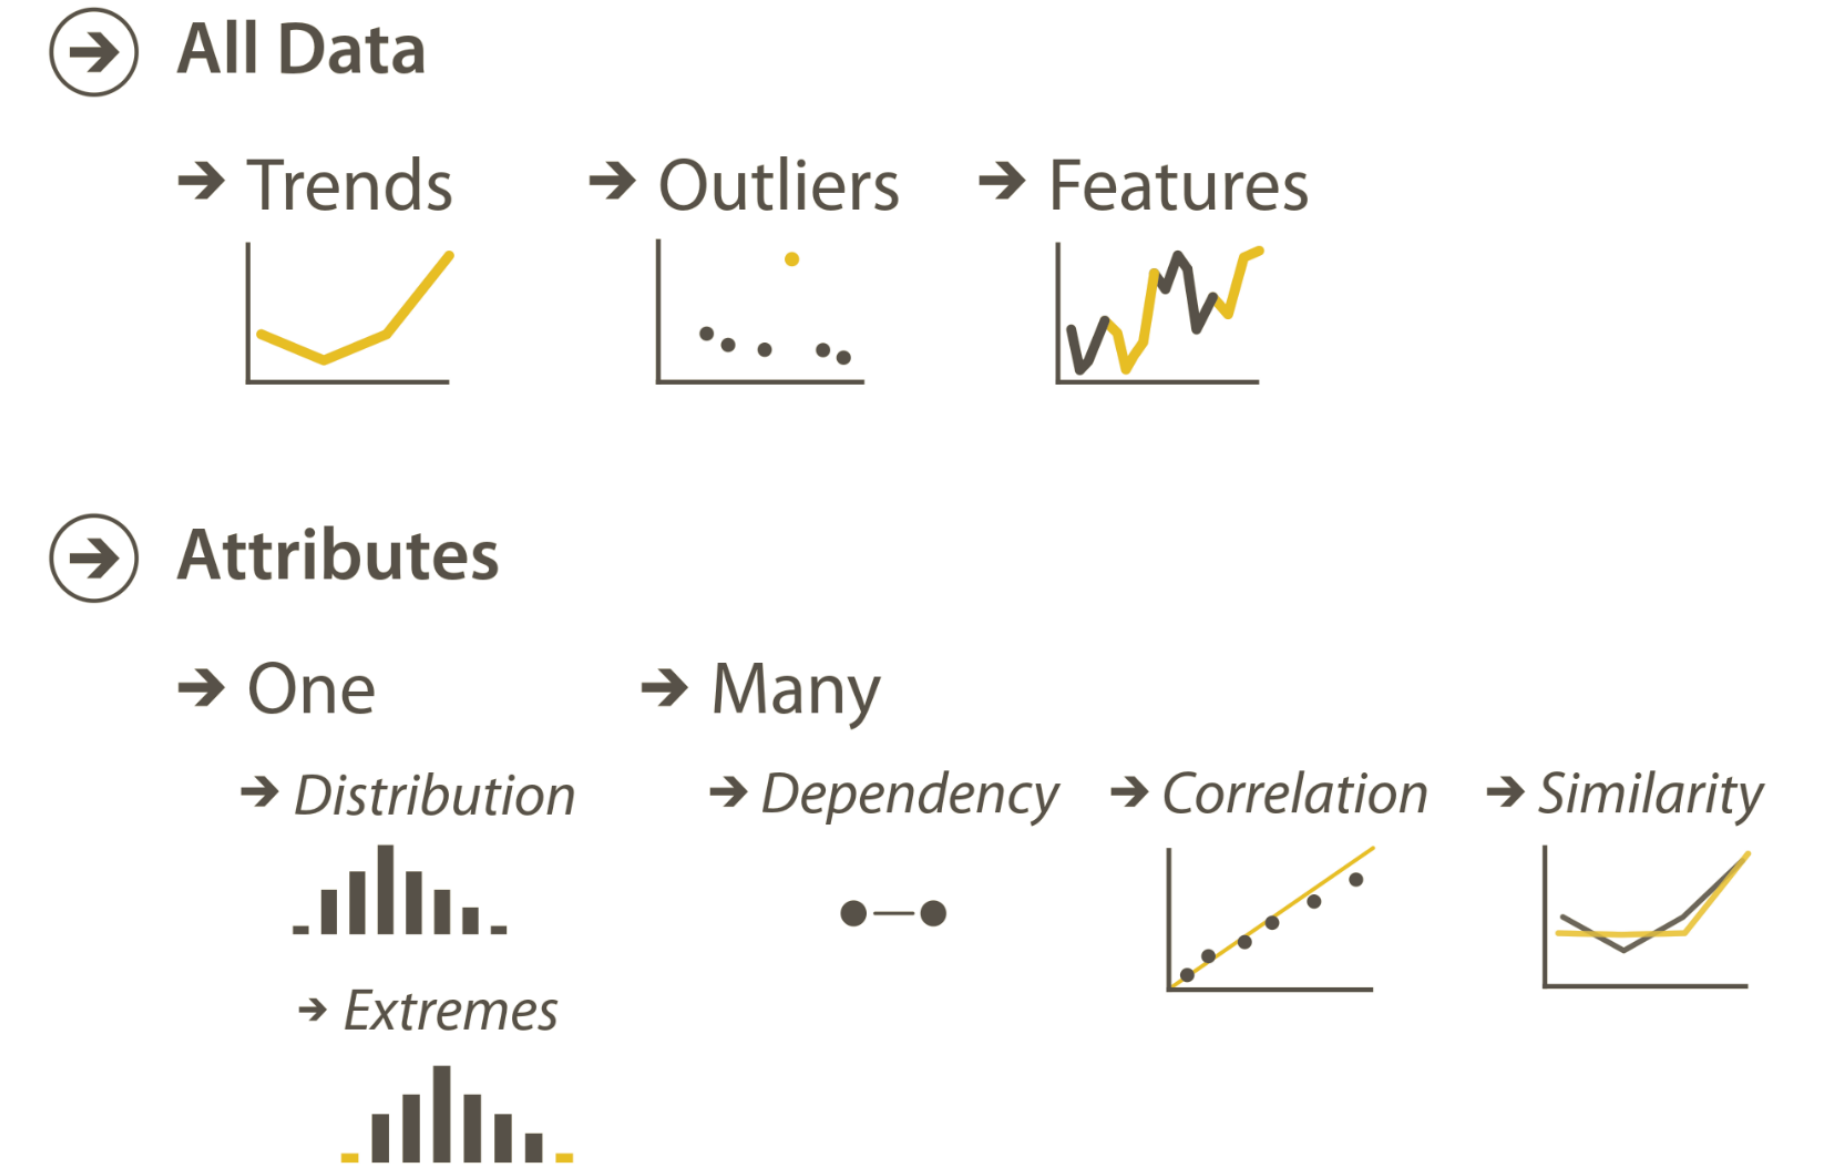 All Data
Trends Outliers Features
Attributes
One Many
Distribution Dependency Correlation Similarity
Extremes